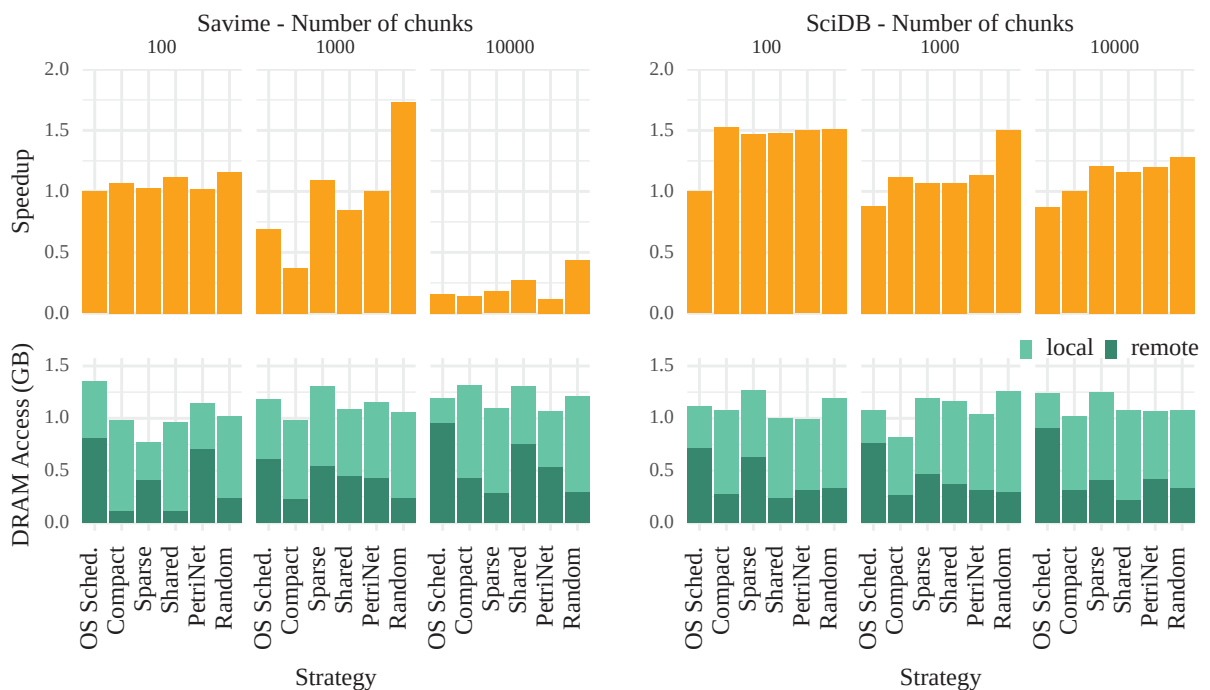 Savime - Number of chunks
100 1000 10000
SciDB - Number of chunks
100 1000 10000
Speedup
2.0
1.5
1.0
0.5
0.0
2.0
1.5
1.0
0.5
0.0
local remote
DRAM Access (GB)
1.5
1.0
0.5
0.0
1.5
1.0
0.5
0.0
OS Sched.
Compact
Sparse
Shared
PetriNet
Random
OS Sched.
Compact
Sparse
Shared
PetriNet
Random
OS Sched.
Compact
Sparse
Shared
PetriNet
Random
OS Sched.
Compact
Sparse
Shared
PetriNet
Random
OS Sched.
Compact
Sparse
Shared
PetriNet
Random
OS Sched.
Compact
Sparse
Shared
PetriNet
Random
Strategy
Strategy